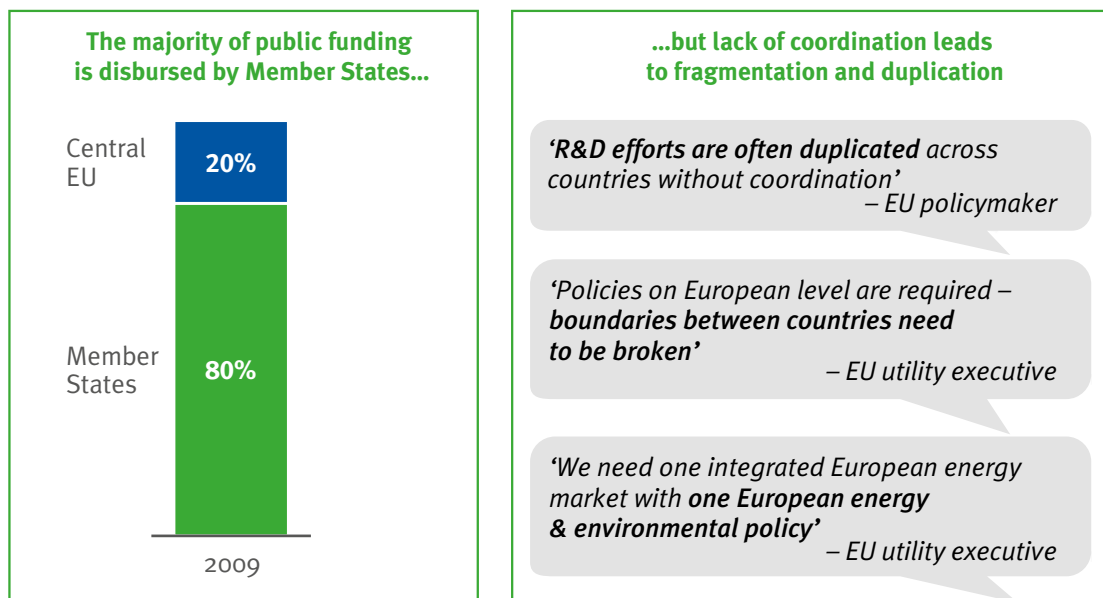 The majority of public funding
is disbursed by Member States...
Central
EU
20%
Member
States
80%
2009
...but lack of coordination leads
to fragmentation and duplication
‘R&D efforts are often duplicated across
countries without coordination’
– EU policymaker
‘Policies on European level are required –
boundaries between countries need
to be broken’
– EU utility executive
‘We need one integrated European energy
market with one European energy
& environmental policy’
– EU utility executive